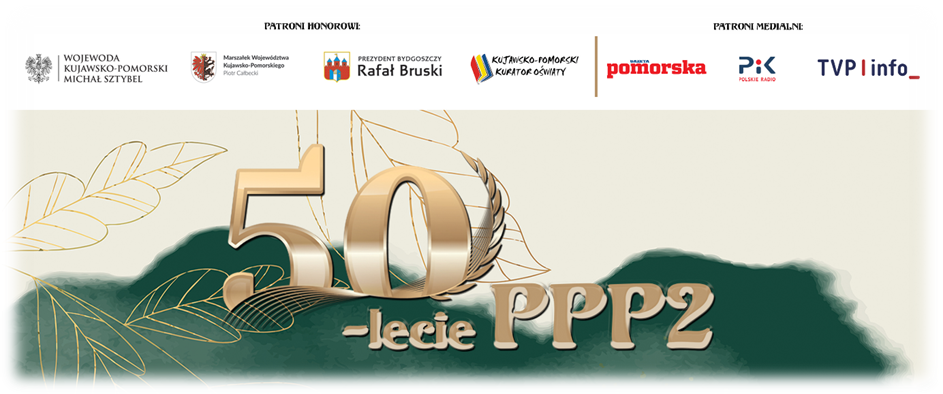 PATRONI HONOROWI:
PATRONI MEDIALNI:
WOJEWODA
KUJAWSKO-POMORSKI
MICHAŁ SZTYBEL
Marszałek Województwa
Kujawsko-Pomorskiego
Piotr Całbecki
PREZYDENT BYDGOSZCZY
Rafał Bruski
KUJAWSKO-POMORSKI
KURATOR OŚWIATY
GAZETA
pomorska
PiK
POLSKIE RADIO
TVP info_
50
-lecie PPP2